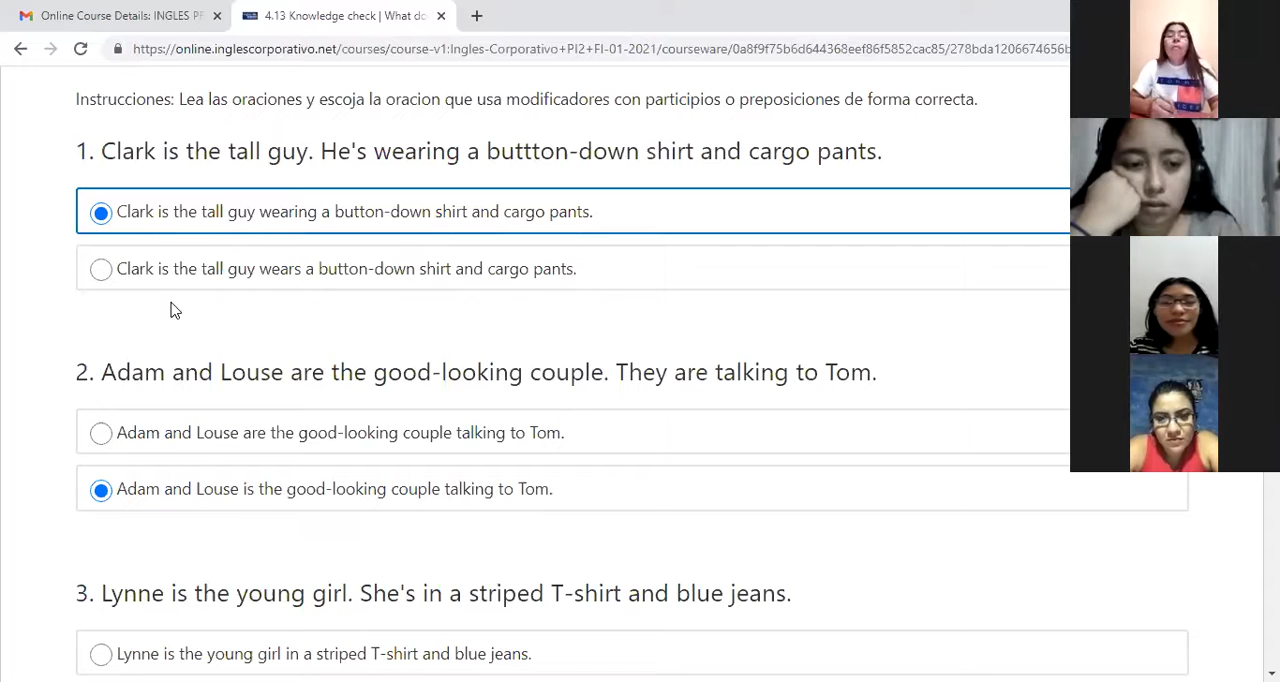 Online Course Details: INGLES PF
4.13 Knowledge check | What do
https://online.inglescorporativo.net/courses/course-v1:Ingles-Corporativo+PI2+FI-01-2021/courseware/0a8f9f75b6d644368eef86f5852cac85/278bda1206674656b
Instrucciones: Lea las oraciones y escoja la oracion que usa modificadores con participios o preposiciones de forma correcta.
1. Clark is the tall guy. He's wearing a buttton-down shirt and cargo pants.
Clark is the tall guy wearing a button-down shirt and cargo pants.
Clark is the tall guy wears a button-down shirt and cargo pants.
2. Adam and Louse are the good-looking couple. They are talking to Tom.
Adam and Louse are the good-looking couple talking to Tom.
Adam and Louse is the good-looking couple talking to Tom.
3. Lynne is the young girl. She's in a striped T-shirt and blue jeans.
Lynne is the young girl in a striped T-shirt and blue jeans.